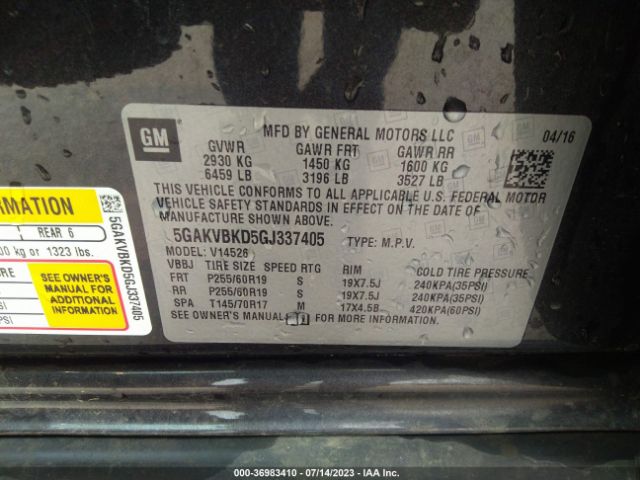 GM
MFD BY GENERAL MOTORS LLC
04/16
GVWR GAWR FRT GAWR RR
2930 KG 1450 KG 1600 KG
6459 LB 3196 LB 3527 LB
THIS VEHICLE CONFORMS TO ALL APPLICABLE U.S. FEDERAL MOTOR
VEHICLE SAFETY STANDARDS IN EFFECT ON THE DATE OF
MANUFACTURE SHOWN ABOVE.
5GAKVBKD5GJ337405 TYPE: M.P.V.
V14526
VBBJ TIRE SIZE SPEED RTG RIM COLD TIRE PRESSURE
FRT P255/60R19 S 19X7.5J 240KPA(35PSI)
RR P255/60R19 S 19X7.5J 240KPA(35PSI)
SPA T145/70R17 M 17X4.5B 420KPA(60PSI)
SEE OWNER'S MANUAL FOR MORE INFORMATION.
REAR 6
kg or 1323 lbs.
SEE OWNER'S
MANUAL FOR
ADDITIONAL
INFORMATION
5GAKVBKD5GJ337405
000-36983410 - 07/14/2023 - IAA Inc.